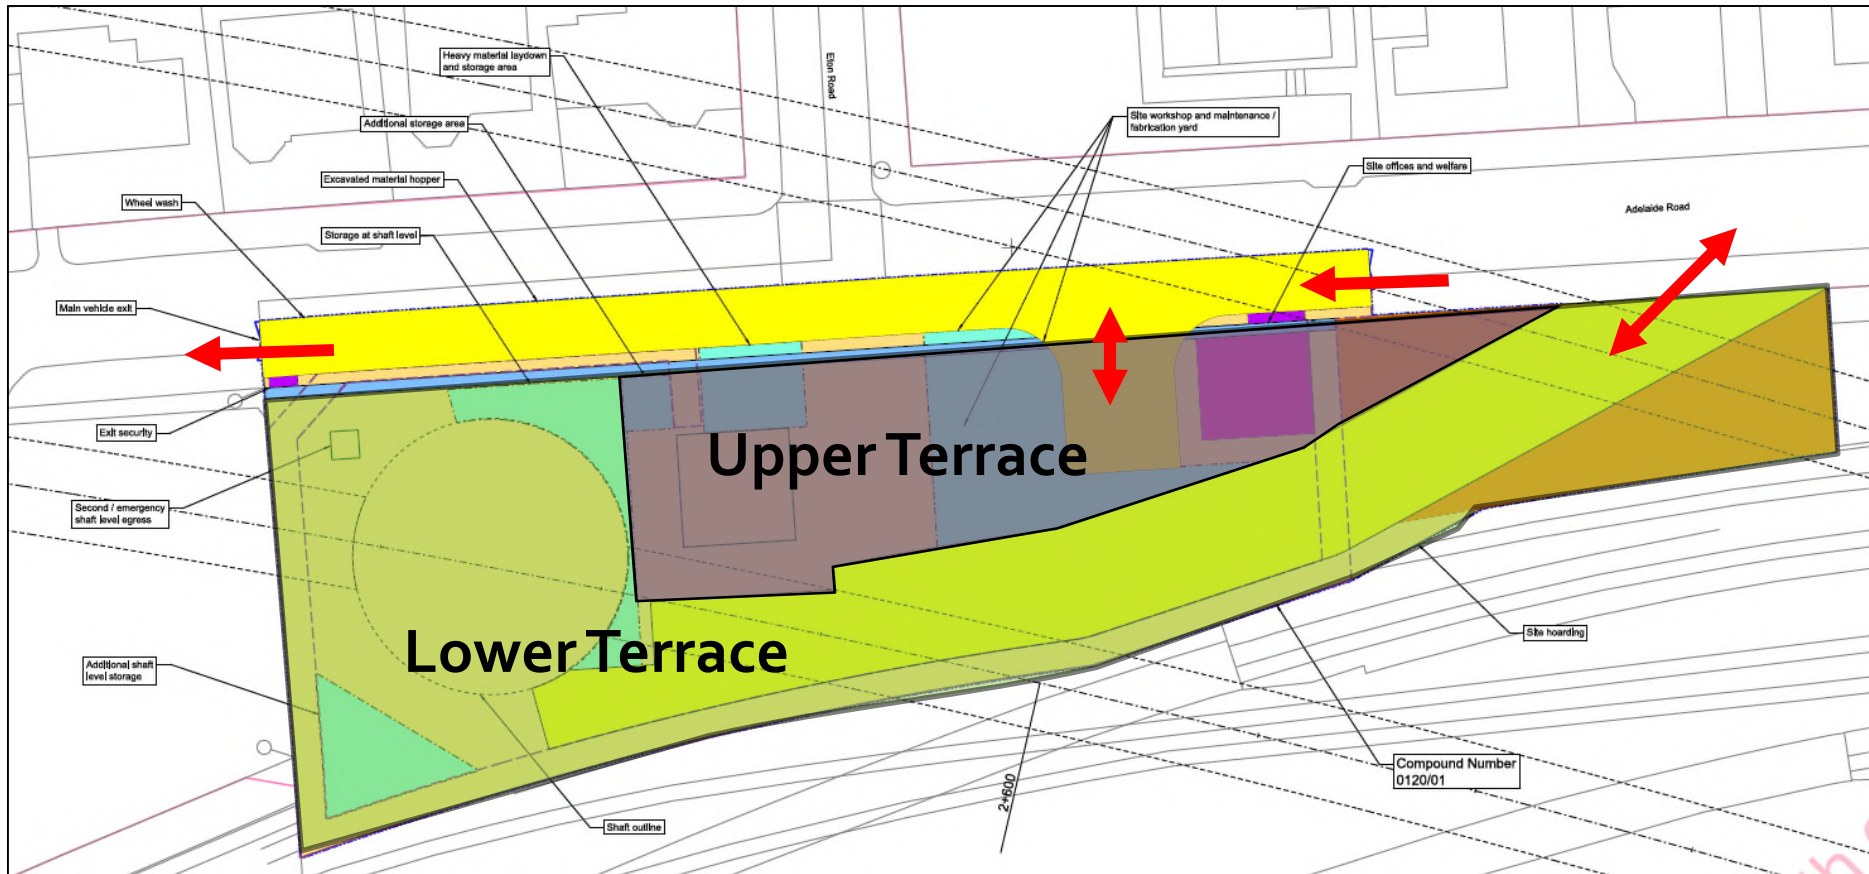 Heavy material laydown
and storage area
Eton Road
Additional storage area
Site workshop and maintenance /
fabrication yard
Excavated material hopper
Site offices and welfare
Wheel wash
Adelaide Road
Storage at shaft level
Main vehicle exit
Exit security
Upper Terrace
Second / emergency
shaft level egress
Lower Terrace
Site hoarding
Additional shaft
level storage
Compound Number
0120/01
2+600
Shaft outline